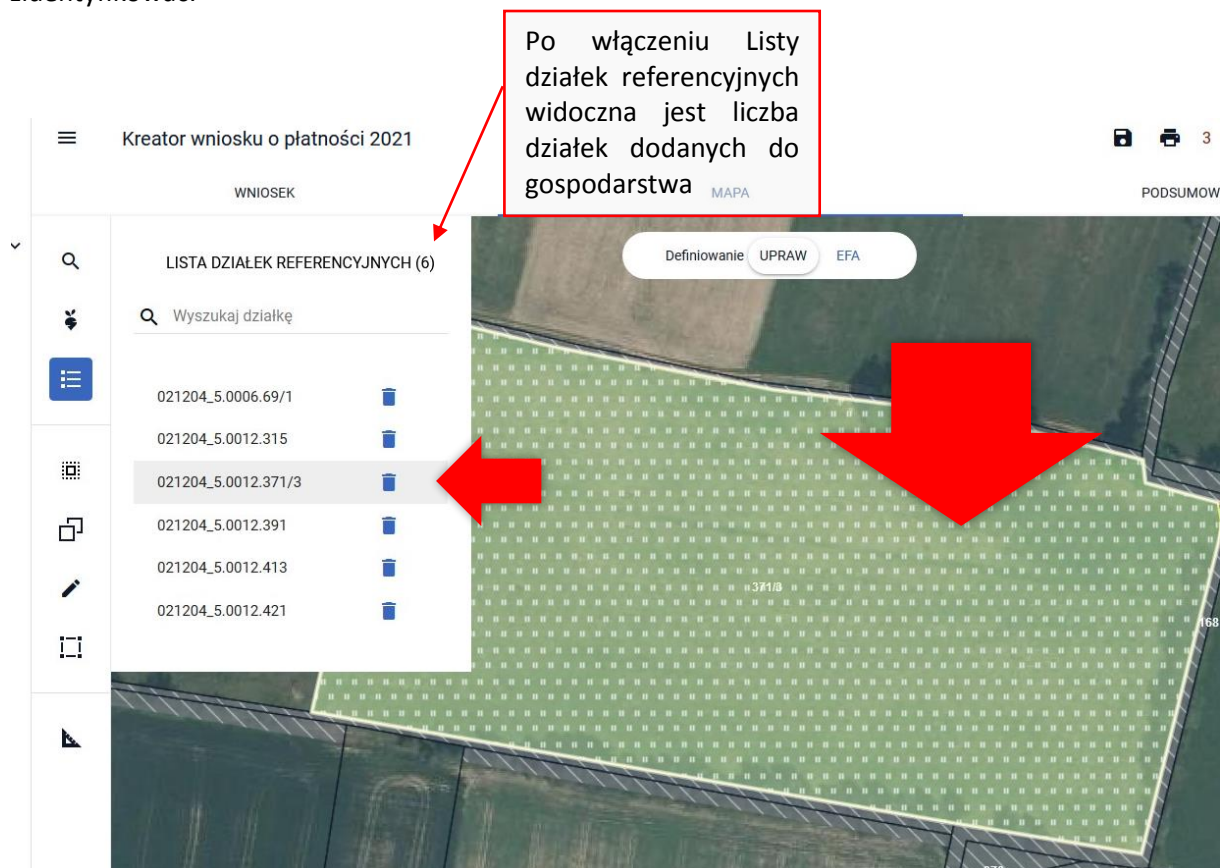 Po włączeniu Listy
działek referencyjnych
widoczna jest liczba
działek dodanych do
gospodarstwa
Kreator wniosku o płatności 2021
3
WNIOSEK
MAPA
PODSUMOW
LISTA DZIAŁEK REFERENCYJNYCH (6)
Definiowanie UPRAW EFA
Wyszukaj działkę
021204_5.0006.69/1
021204_5.0012.315
021204_5.0012.371/3
021204_5.0012.391
021204_5.0012.413
021204_5.0012.421
371/3
168